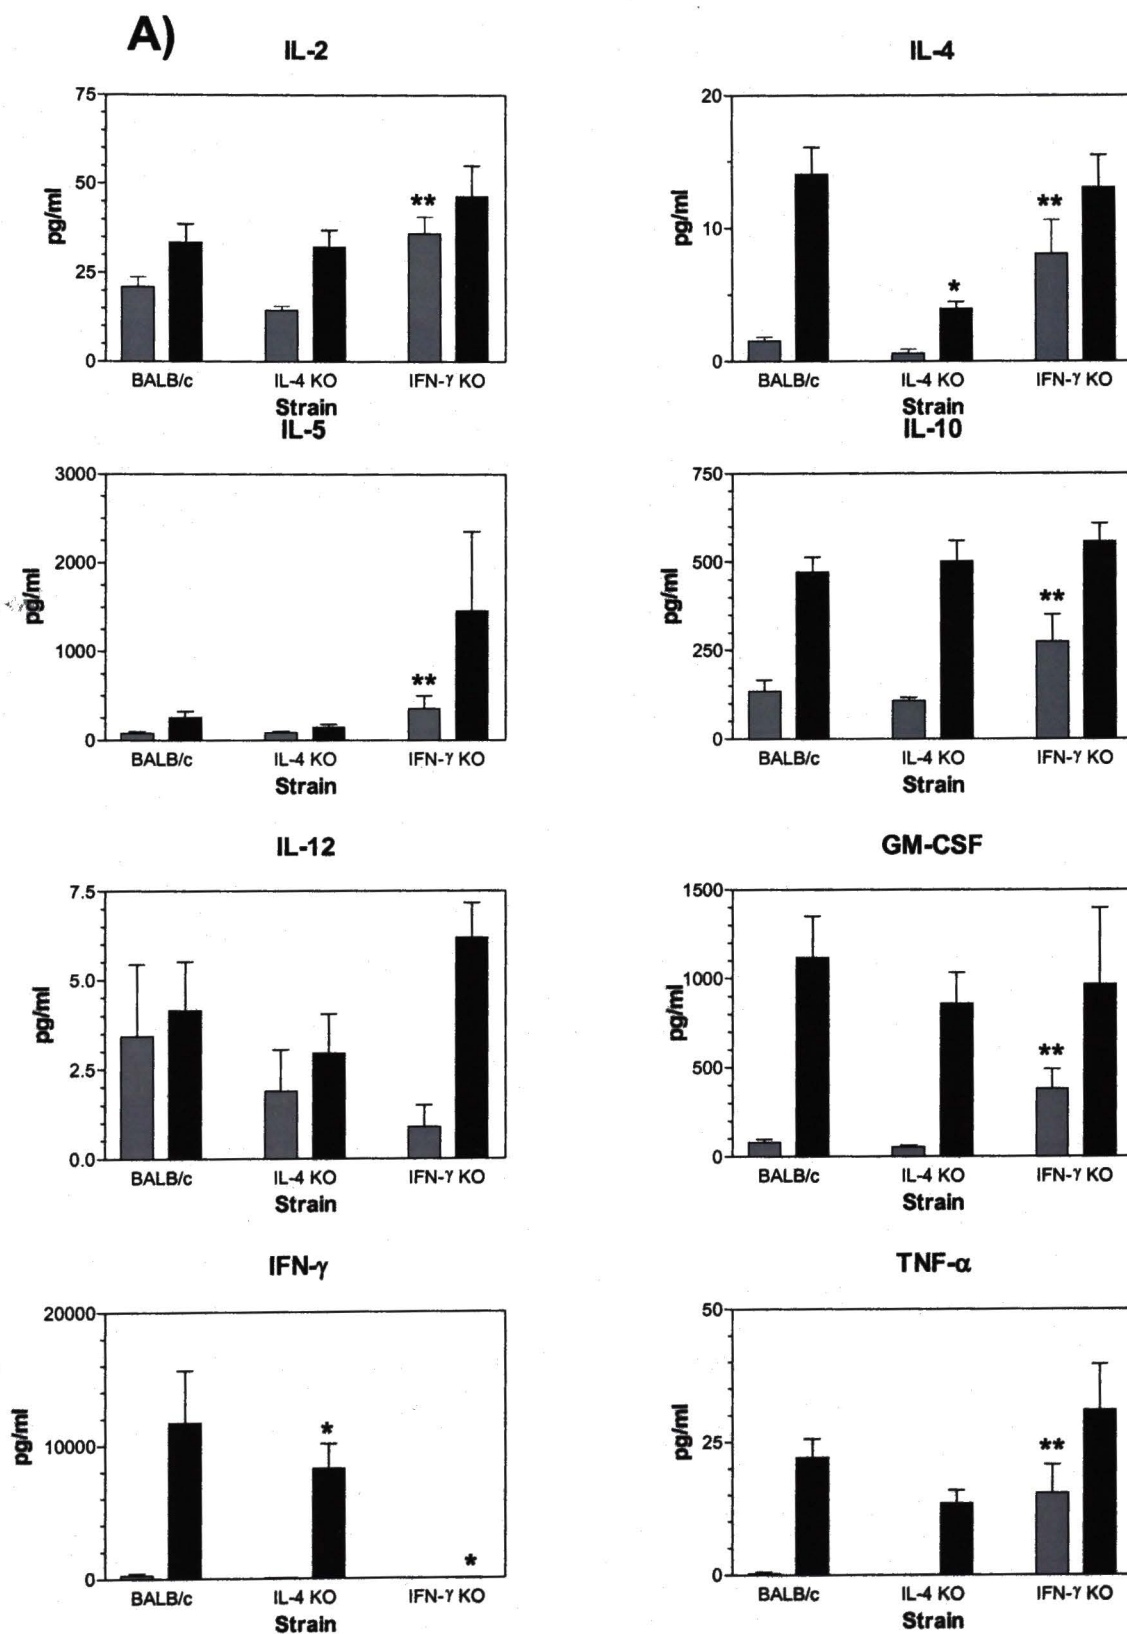 A)
IL-2
75
50
25
0
pg/ml
**
BALB/c IL-4 KO IFN-γ KO
Strain
IL-4
20
10
0
pg/ml
*
**
BALB/c IL-4 KO IFN-γ KO
Strain
IL-5
3000
2000
1000
0
pg/ml
**
BALB/c IL-4 KO IFN-γ KO
Strain
IL-10
750
500
250
0
pg/ml
**
BALB/c IL-4 KO IFN-γ KO
Strain
IL-12
7.5
5.0
2.5
0.0
pg/ml
BALB/c IL-4 KO IFN-γ KO
Strain
GM-CSF
1500
1000
500
0
pg/ml
**
BALB/c IL-4 KO IFN-γ KO
Strain
IFN-γ
20000
10000
0
pg/ml
*
*
BALB/c IL-4 KO IFN-γ KO
Strain
TNF-α
50
25
0
pg/ml
**
BALB/c IL-4 KO IFN-γ KO
Strain